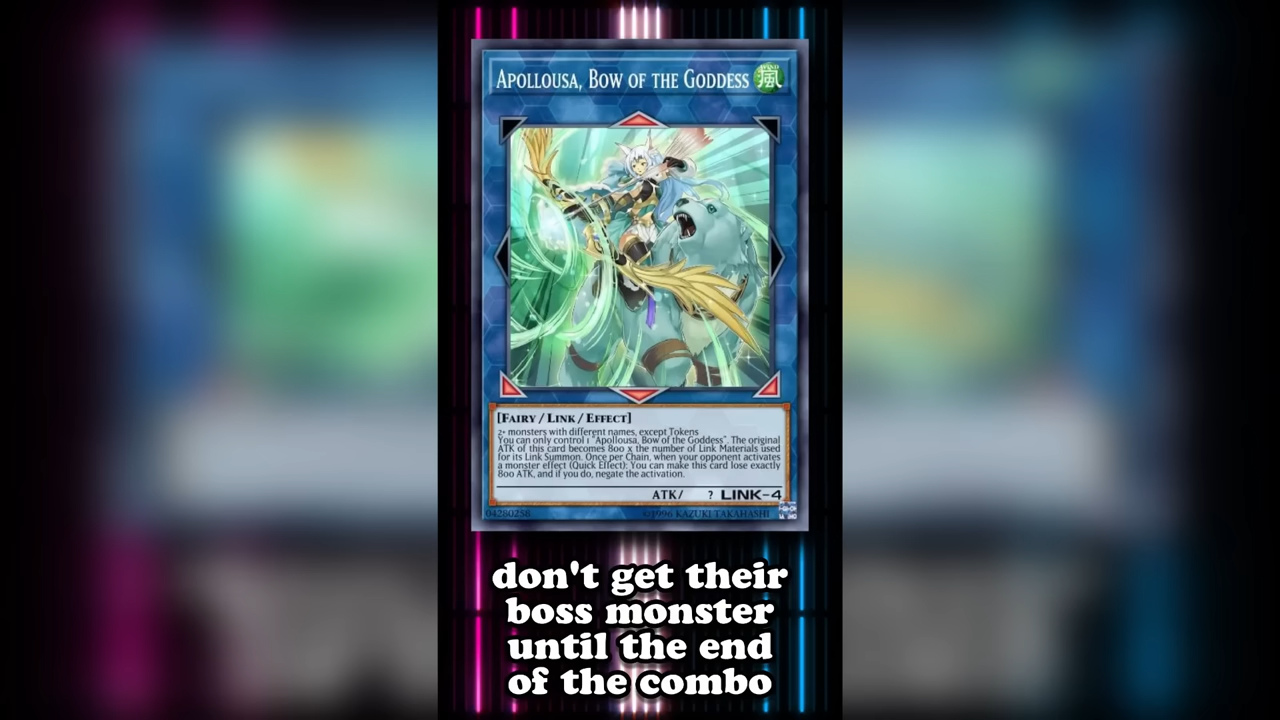 APOLLOUSA, BOW OF THE GODDESS
WIND
風
[FAIRY / LINK / EFFECT]
2+ monsters with different names, except Tokens
You can only control 1 "Apollousa, Bow of the Goddess". The original
ATK of this card becomes 800 x the number of Link Materials used
for its Link Summon. Once per Chain, when your opponent activates
a monster effect (Quick Effect): You can make this card lose exactly
800 ATK, and if you do, negate the activation.
ATK/ ? LINK-4
04280258
©1996 KAZUKI TAKAHASHI
don't get their
boss monster
until the end
of the combo